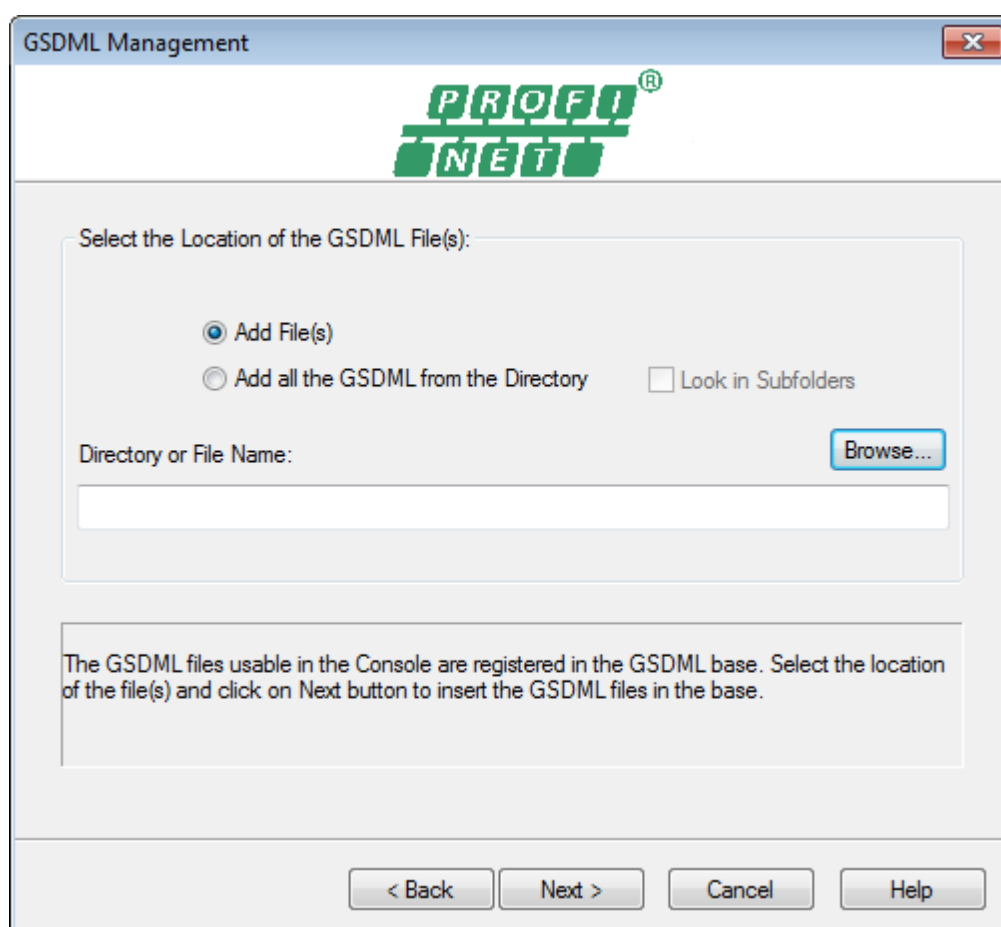 GSDML Management
PROFI
NET
®
Select the Location of the GSDML File(s):
Add File(s)
Add all the GSDML from the Directory
Look in Subfolders
Directory or File Name:
Browse...
The GSDML files usable in the Console are registered in the GSDML base. Select the location
of the file(s) and click on Next button to insert the GSDML files in the base.
< Back
Next >
Cancel
Help